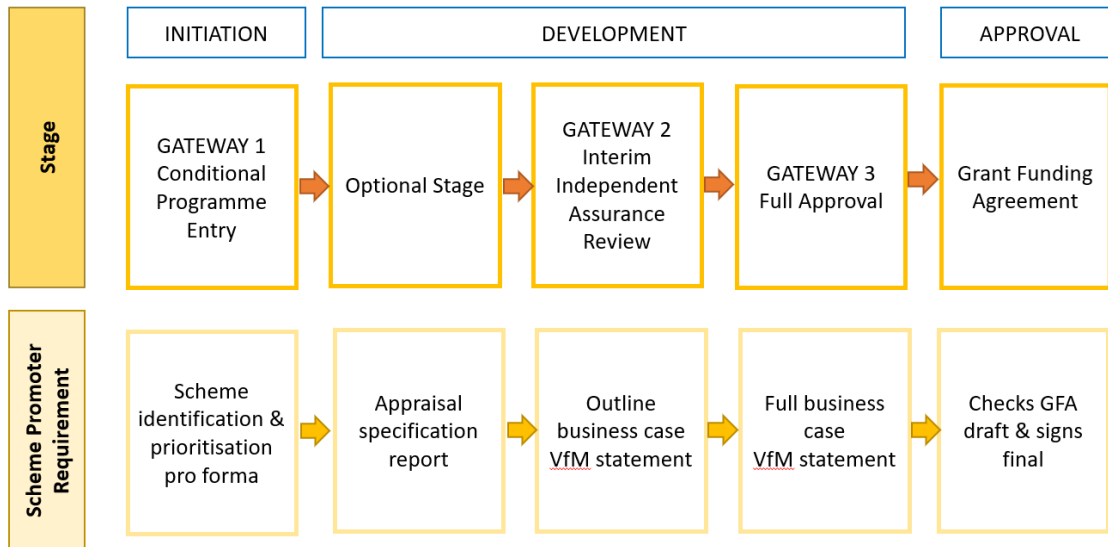 INITIATION
DEVELOPMENT
APPROVAL
Stage
GATEWAY 1
Conditional
Programme
Entry
Optional Stage
GATEWAY 2
Interim
Independent
Assurance
Review
GATEWAY 3
Full Approval
Grant Funding
Agreement
Scheme Promoter
Requirement
Scheme
identification &
prioritisation
pro forma
Appraisal
specification
report
Outline
business case
VfM statement
Full business
case
VfM statement
Checks GFA
draft & signs
final